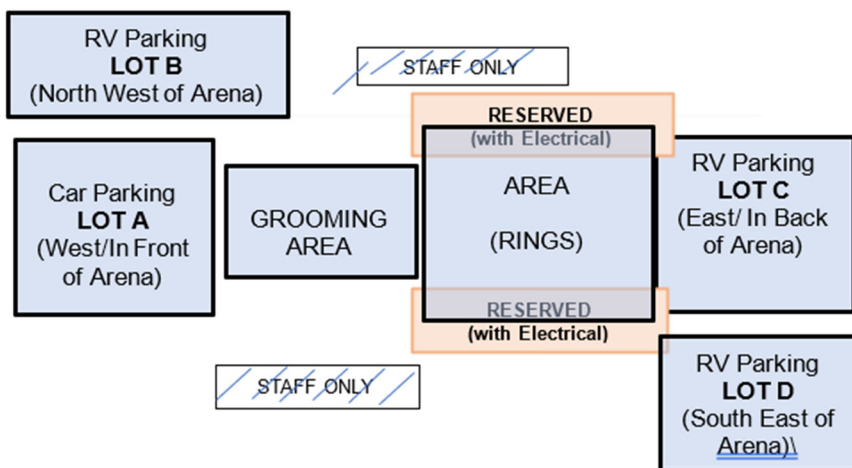 RV Parking
LOT B
(North West of Arena)
STAFF ONLY
RESERVED
(with Electrical)
Car Parking
LOT A
(West/In Front
of Arena)
GROOMING
AREA
AREA
(RINGS)
RV Parking
LOT C
(East/ In Back
of Arena)
RESERVED
(with Electrical)
STAFF ONLY
RV Parking
LOT D
(South East of
Arena)\